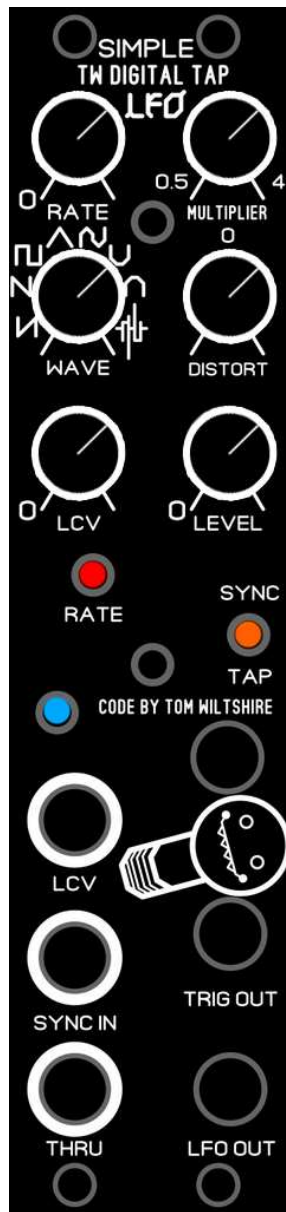 SIMPLE
TW DIGITAL TAP
LFO
0.5 4
0 RATE MULTIPLIER
0
WAVE DISTORT
0 LCV 0 LEVEL
RATE SYNC
TAP
CODE BY TOM WILTSHIRE
LCV
SYNC IN TRIG OUT
THRU LFO OUT